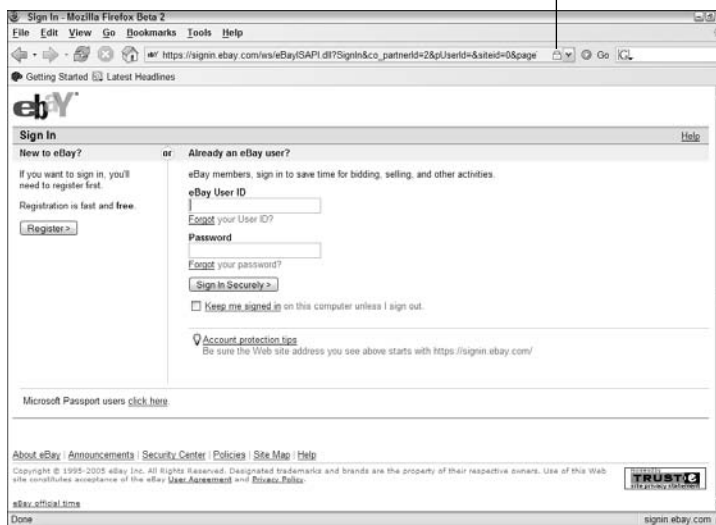 Sign In - Mozilla Firefox Beta 2
File Edit View Go Bookmarks Tools Help
https://signin.ebay.com/ws/eBayISAPI.dll?SignIn&co_partnerId=2&pUserId=&siteid=0&page Go
Getting Started Latest Headlines
ebaY
Sign In Help
New to eBay? or Already an eBay user?
If you want to sign in, you'll
need to register first.
Registration is fast and free.
Register >
eBay members, sign in to save time for bidding, selling, and other activities.
eBay User ID
Forgot your User ID?
Password
Forgot your password?
Sign In Securely >
Keep me signed in on this computer unless I sign out.
Account protection tips
Be sure the Web site address you see above starts with https://signin.ebay.com/
Microsoft Passport users click here.
About eBay | Announcements | Security Center | Policies | Site Map | Help
Copyright © 1995-2005 eBay Inc. All Rights Reserved. Designated trademarks and brands are the property of their respective owners. Use of this Web
site constitutes acceptance of the eBay User Agreement and Privacy Policy.
TRUSTe
site privacy statement
eBay official time
Done signin.ebay.com